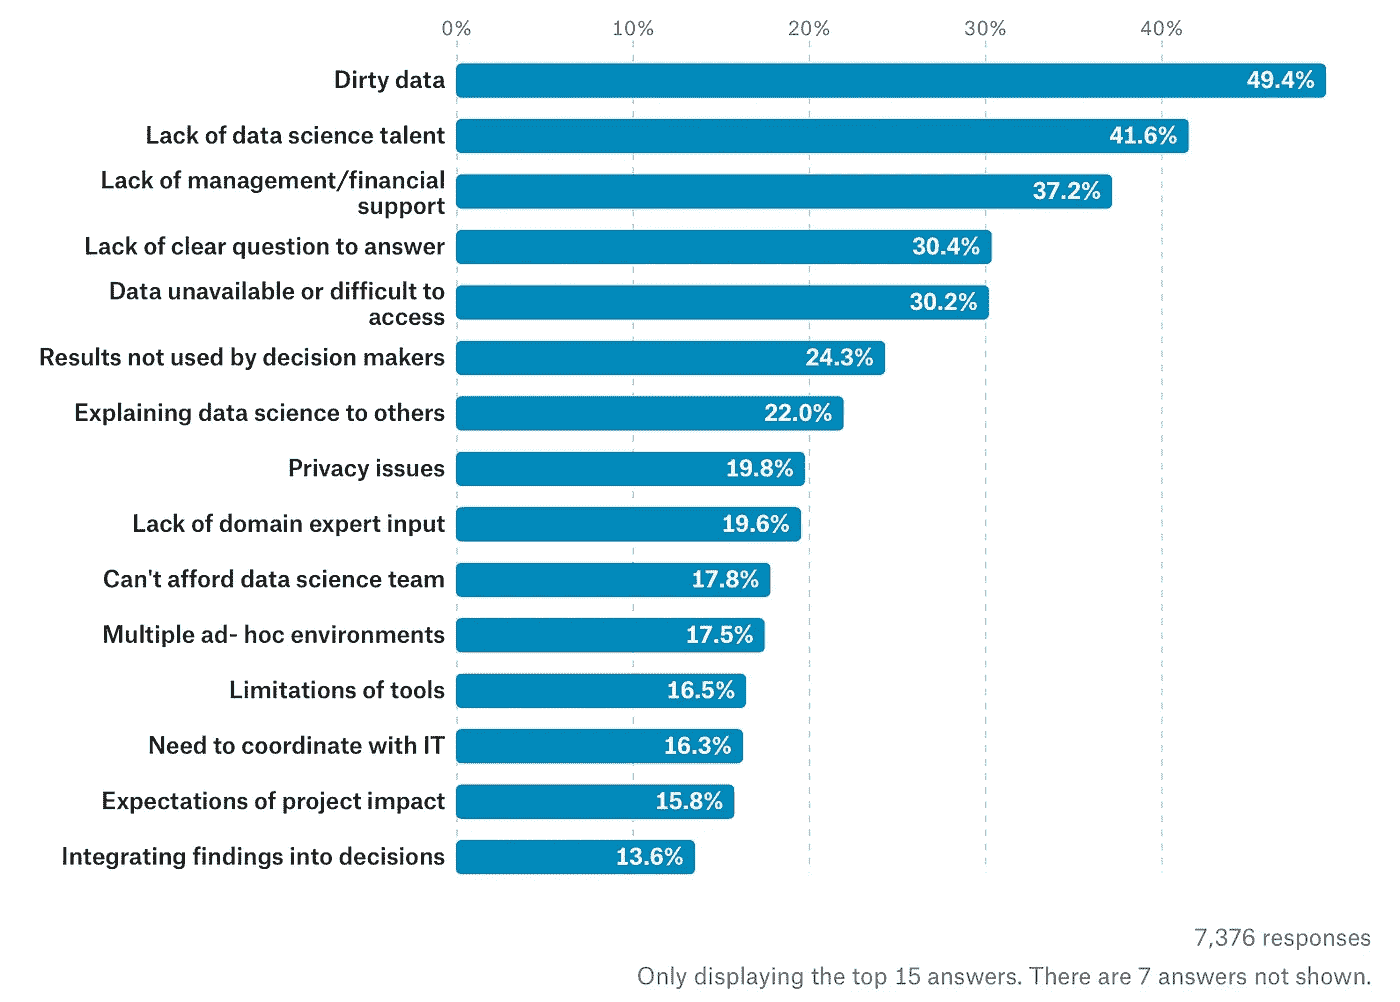 0% 10% 20% 30% 40%
Dirty data 49.4%
Lack of data science talent 41.6%
Lack of management/financial
support 37.2%
Lack of clear question to answer 30.4%
Data unavailable or difficult to
access 30.2%
Results not used by decision makers 24.3%
Explaining data science to others 22.0%
Privacy issues 19.8%
Lack of domain expert input 19.6%
Can't afford data science team 17.8%
Multiple ad- hoc environments 17.5%
Limitations of tools 16.5%
Need to coordinate with IT 16.3%
Expectations of project impact 15.8%
Integrating findings into decisions 13.6%
7,376 responses
Only displaying the top 15 answers. There are 7 answers not shown.